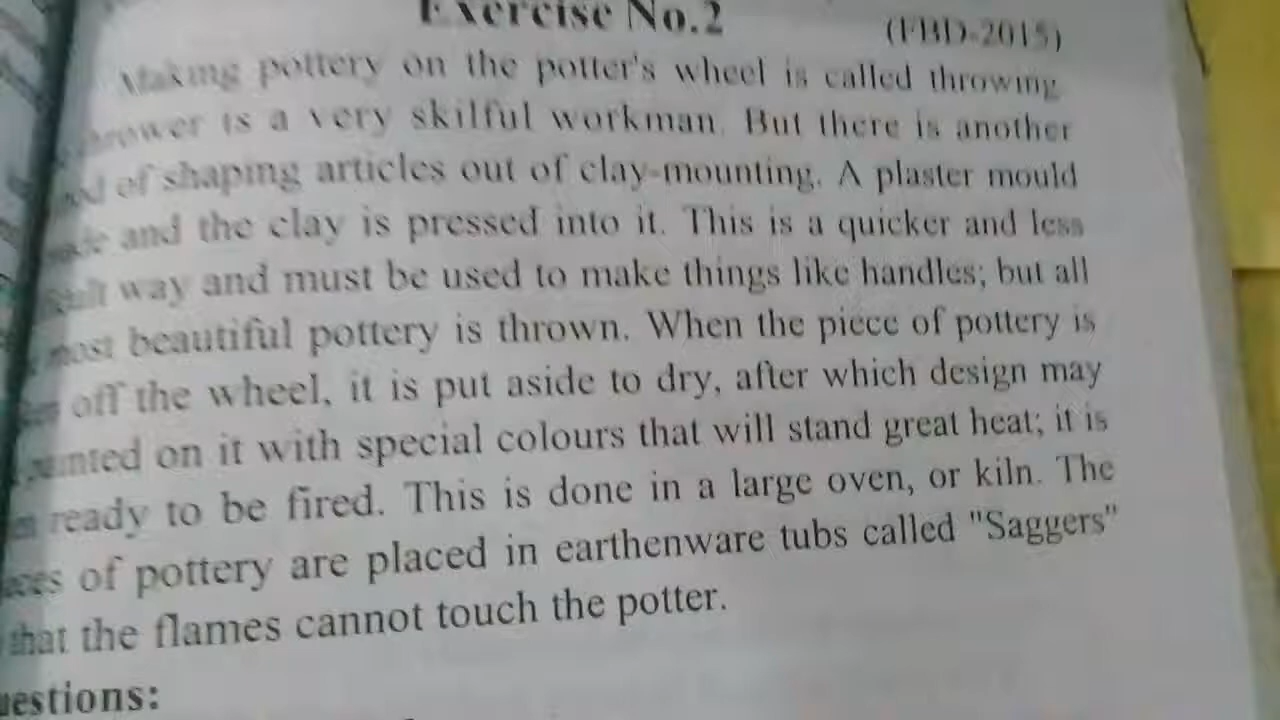 Exercise No.2
(FBD-2015)
Making pottery on the potter's wheel is called throwing
thrower is a very skilful workman. But there is another
of shaping articles out of clay-mounting. A plaster mould
and the clay is pressed into it. This is a quicker and less
way and must be used to make things like handles; but all
most beautiful pottery is thrown. When the piece of pottery is
off the wheel, it is put aside to dry, after which design may
on it with special colours that will stand great heat; it is
ready to be fired. This is done in a large oven, or kiln. The
of pottery are placed in earthenware tubs called "Saggers"
that the flames cannot touch the potter.
uestions: